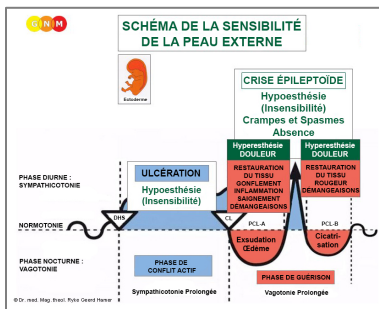 GNM
SCHÉMA DE LA SENSIBILITÉ
DE LA PEAU EXTERNE
Ectoderme
CRISE ÉPILEPTOÏDE
Hypoesthésie
(Insensibilité)
Crampes et Spasmes
Absence
Hyperesthésie
DOULEUR
Hyperesthésie
DOULEUR
PHASE DIURNE :
SYMPATHICOTONIE
ULCÉRATION
Hypoesthésie
(Insensibilité)
RESTAURATION
DU TISSU
GONFLEMENT
INFLAMMATION
SAIGNEMENT
DÉMANGEAISONS
RESTAURATION
DU TISSU
ROUGEUR
DÉMANGEAISONS
NORMOTONIE
DHS
CL
PCL-A
PCL-B
Exsudation
Œdème
Cicatri-
sation
PHASE NOCTURNE :
VAGOTONIE
PHASE DE
CONFLIT ACTIF
PHASE DE GUÉRISON
Sympathicotonie Prolongée
Vagotonie Prolongée
© Dr. med. Mag. theol. Ryke Geerd Hamer